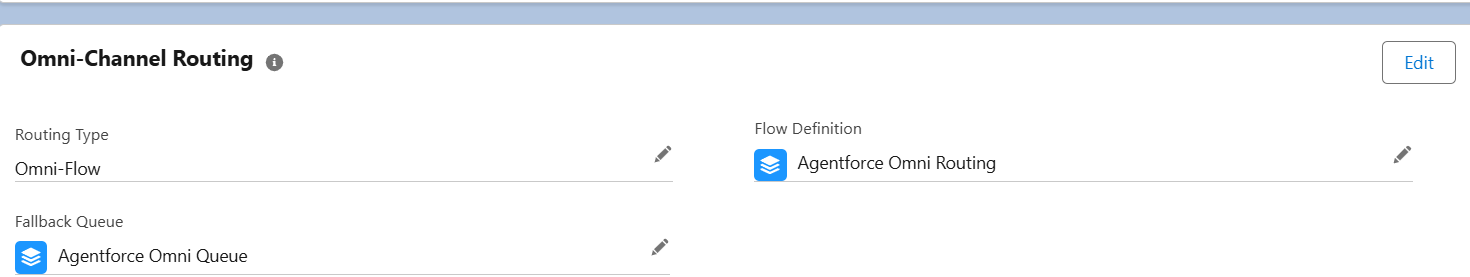 Omni-Channel Routing
Edit
Routing Type
Omni-Flow
Flow Definition
Agentforce Omni Routing
Fallback Queue
Agentforce Omni Queue